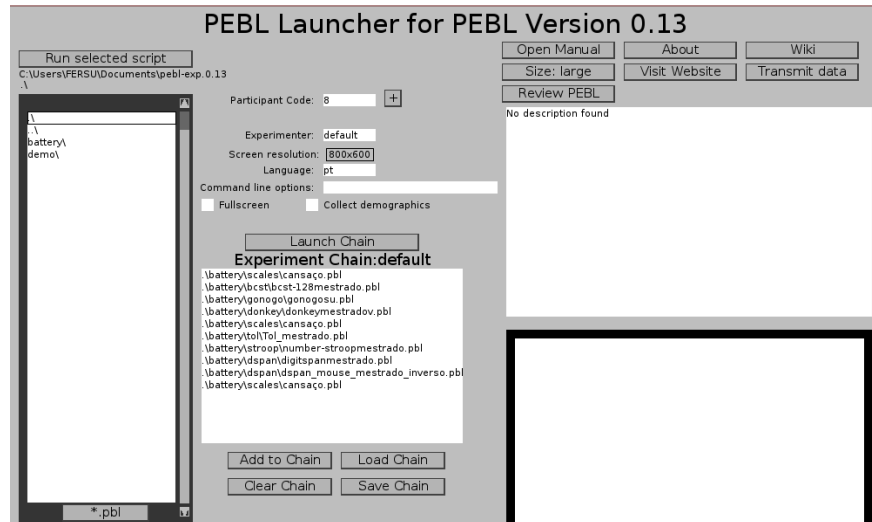 PEBL Launcher for PEBL Version 0.13
Run selected script
C:\Users\FERSU\Documents\pebl-exp.0.13
.\
.\
..\
battery\
demo\
*.pbl
Participant Code: 8 +
Experimenter: default
Screen resolution: 800x600
Language: pt
Command line options:
Fullscreen Collect demographics
Launch Chain
Experiment Chain:default
.\battery\scales\cansaço.pbl
.\battery\bcst\bcst-128mestrado.pbl
.\battery\gonogo\gonogosu.pbl
.\battery\donkey\donkeymestradov.pbl
.\battery\scales\cansaço.pbl
.\battery\tol\Tol_mestrado.pbl
.\battery\stroop\number-stroopmestrado.pbl
.\battery\dspan\digitspanmestrado.pbl
.\battery\dspan\dspan_mouse_mestrado_inverso.pbl
.\battery\scales\cansaço.pbl
Add to Chain Load Chain
Clear Chain Save Chain
Open Manual About Wiki
Size: large Visit Website Transmit data
Review PEBL
No description found